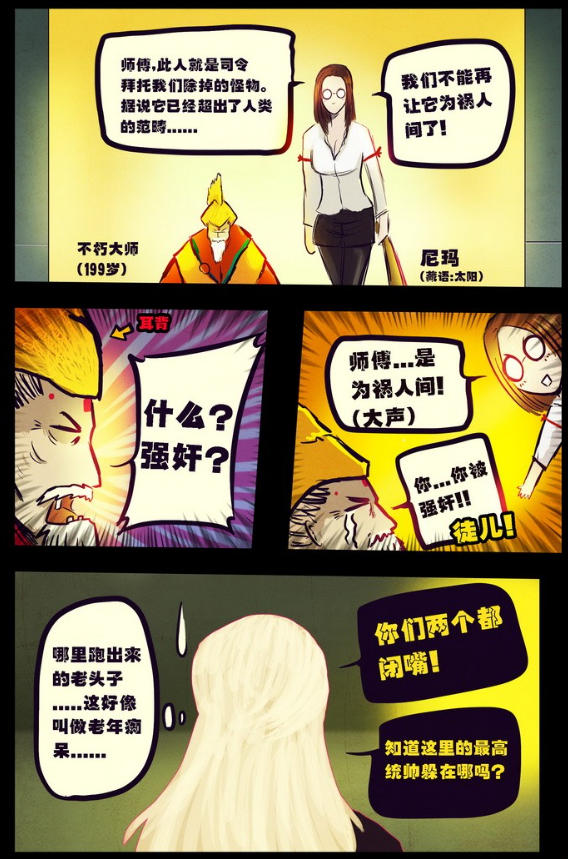 师傅，此人就是司令
拜托我们除掉的怪物。
据说它已经超出了人类
的范畴……
我们不能再
让它为祸人
间了！
不朽大师
（199岁）
尼玛
（藏语：太阳）
耳背
什么？
强奸？
师傅…是
为祸人间！
（大声）
你…你被
强奸！！
徒儿！
你们两个都
闭嘴！
哪里跑出来
的老头子
.....这好像
叫做老年痴
呆……
知道这里的最高
统帅躲在哪吗？